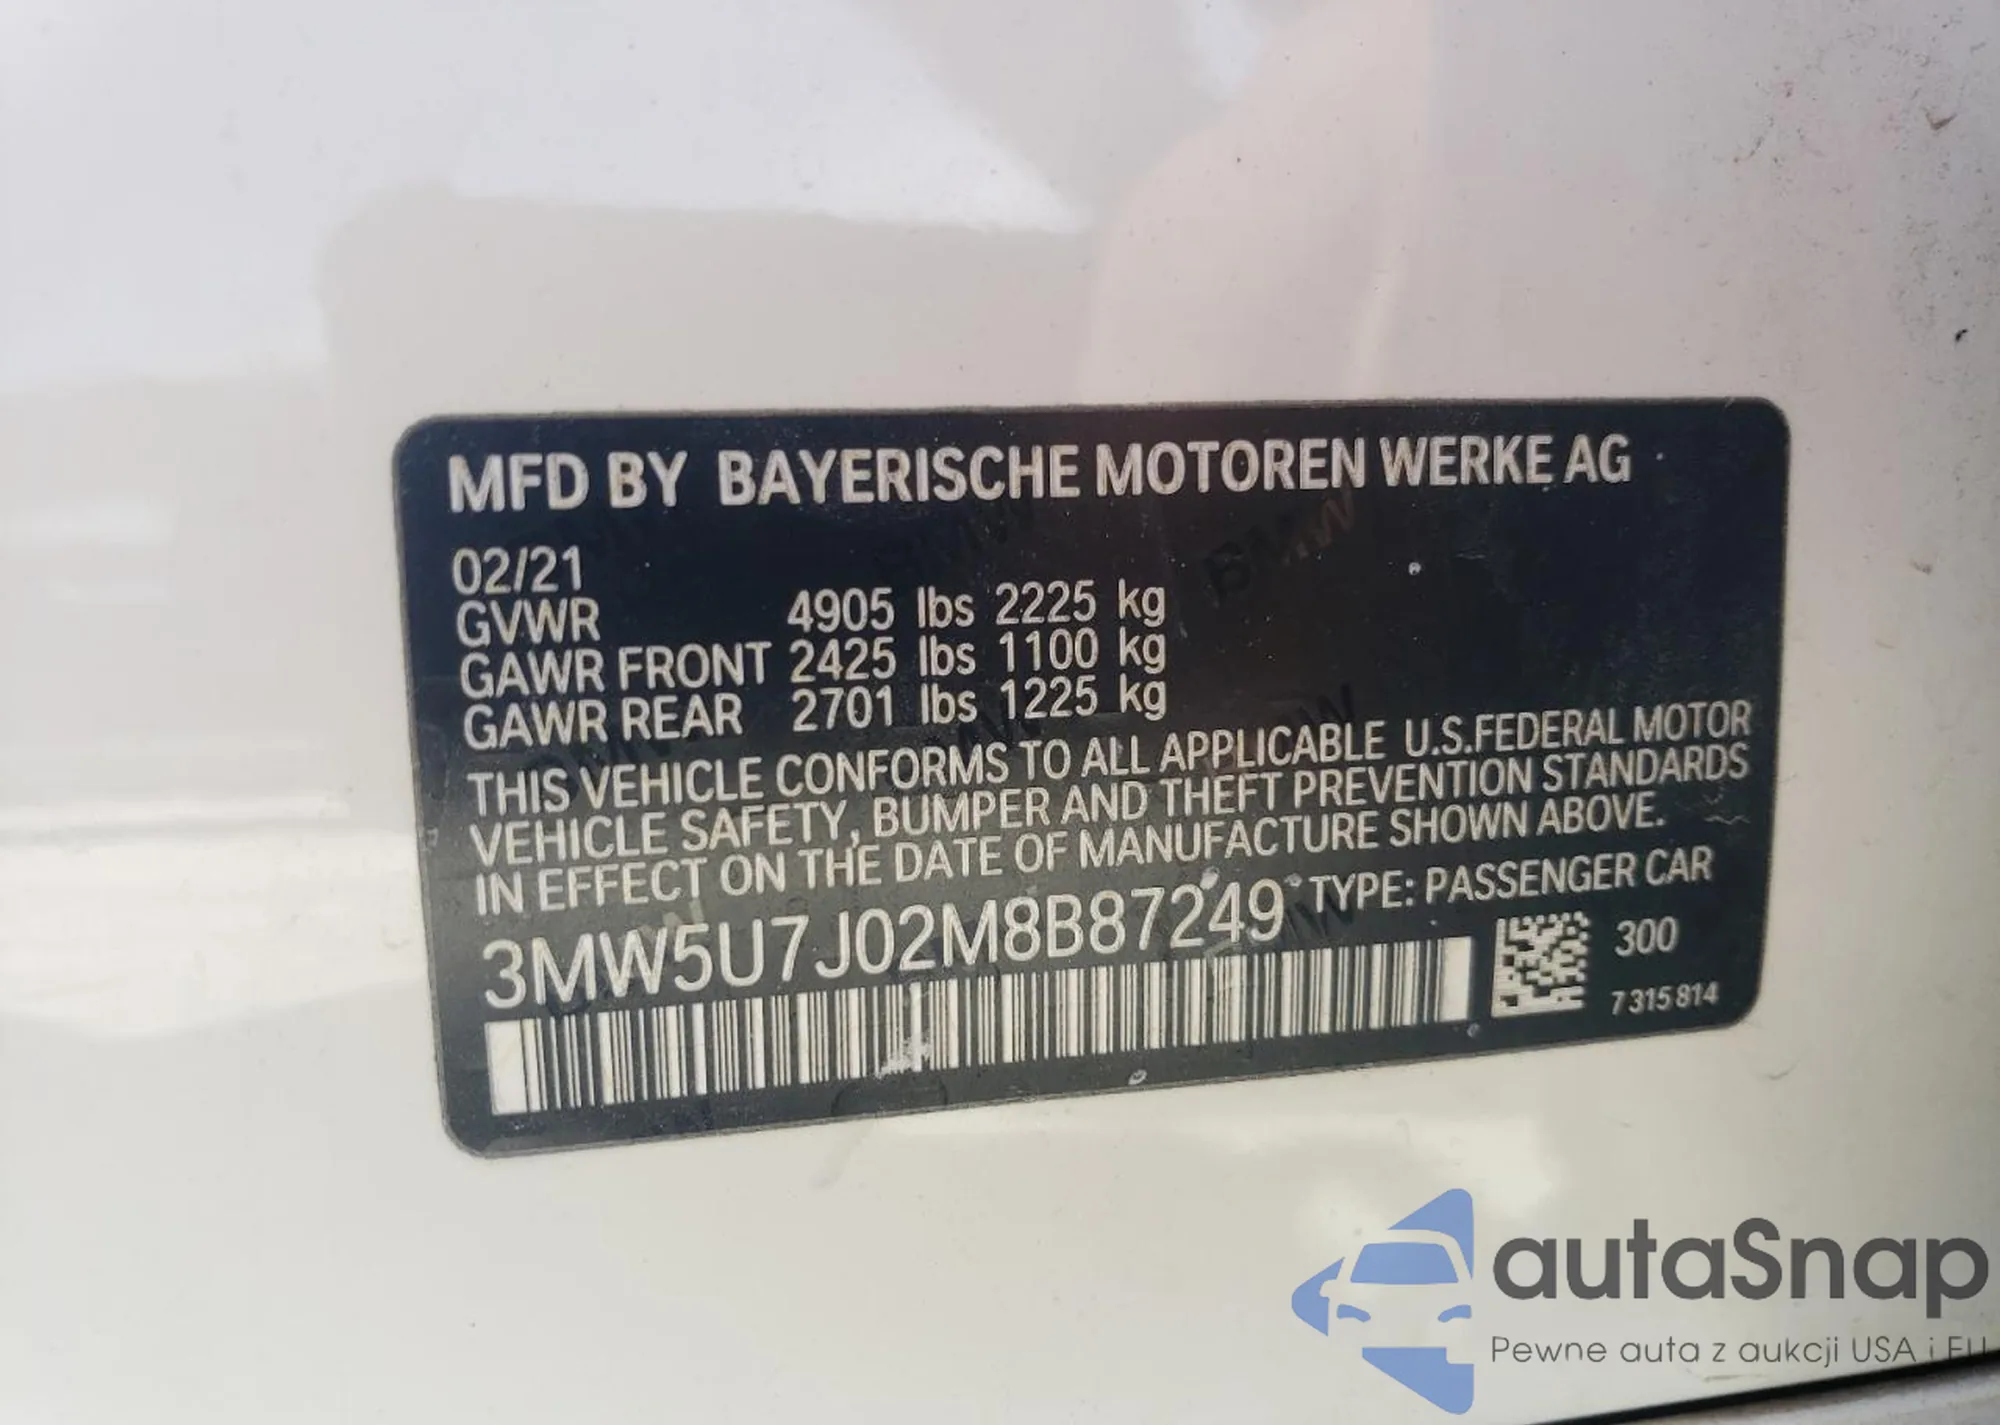 MFD BY BAYERISCHE MOTOREN WERKE AG
02/21
GVWR 4905 lbs 2225 kg
GAWR FRONT 2425 lbs 1100 kg
GAWR REAR 2701 lbs 1225 kg
THIS VEHICLE CONFORMS TO ALL APPLICABLE U.S.FEDERAL MOTOR
VEHICLE SAFETY, BUMPER AND THEFT PREVENTION STANDARDS
IN EFFECT ON THE DATE OF MANUFACTURE SHOWN ABOVE.
3MW5U7J02M8B87249 TYPE: PASSENGER CAR
300
7 315 814
autaSnap
Pewne auta z aukcji USA i EU